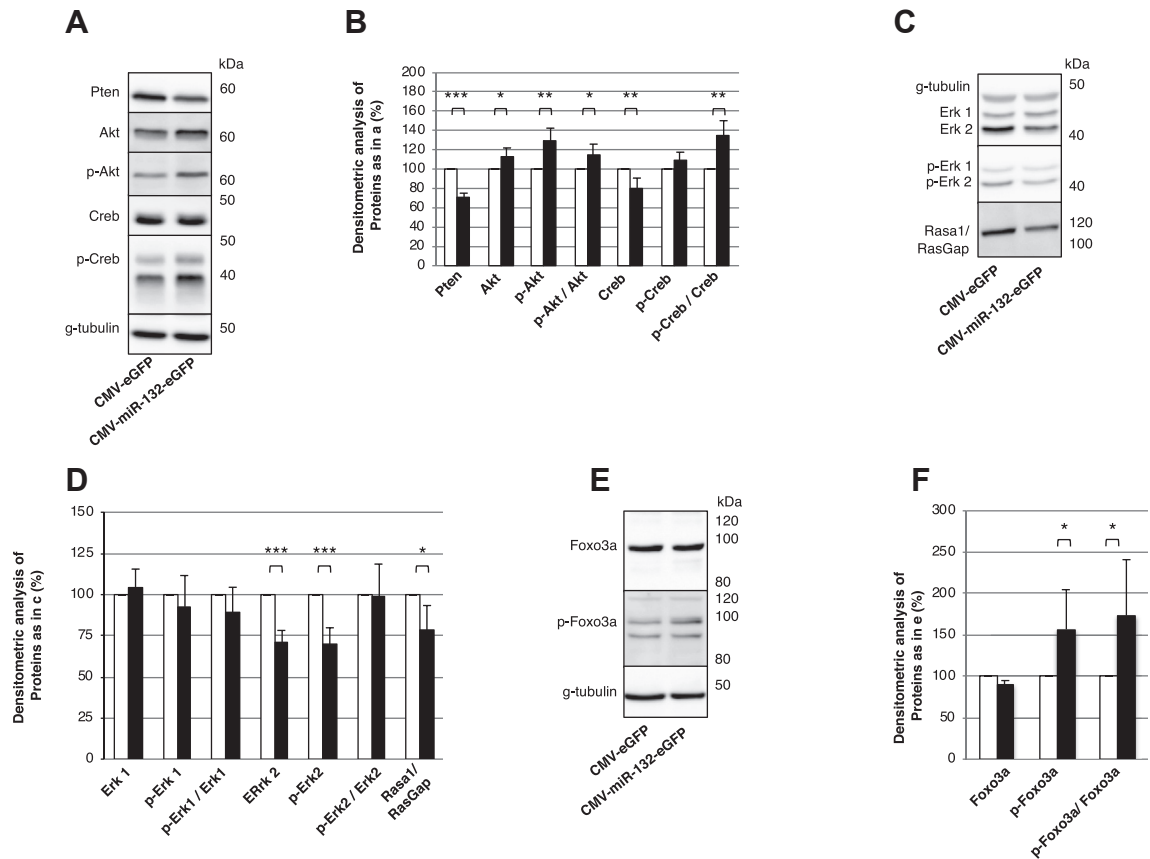 A
kDa
Pten
60
Akt
60
p-Akt
60
50
Creb
50
p-Creb
40
g-tubulin
50
CMV-eGFP
CMV-miR-132-eGFP
B
Densitometric analysis of
Proteins as in a (%)
200
180
160
140
120
100
80
60
40
20
0
*** * ** * ** **
Pten
Akt
p-Akt
p-Akt / Akt
Creb
p-Creb
p-Creb / Creb
C
kDa
g-tubulin
50
Erk 1
Erk 2
40
p-Erk 1
p-Erk 2
40
Rasa1/
RasGap
120
100
CMV-eGFP
CMV-miR-132-eGFP
D
Densitometric analysis of
Proteins as in c (%)
150
125
100
75
50
25
0
*** *** *
Erk 1
p-Erk 1
p-Erk1 / Erk1
ERrk 2
p-Erk2
p-Erk2 / Erk2
Rasa1/
RasGap
E
kDa
120
Foxo3a
100
80
120
p-Foxo3a
100
80
g-tubulin
50
CMV-eGFP
CMV-miR-132-eGFP
F
Densitometric analysis of
Proteins as in e (%)
300
250
200
150
100
50
0
* *
Foxo3a
p-Foxo3a
p-Foxo3a/ Foxo3a